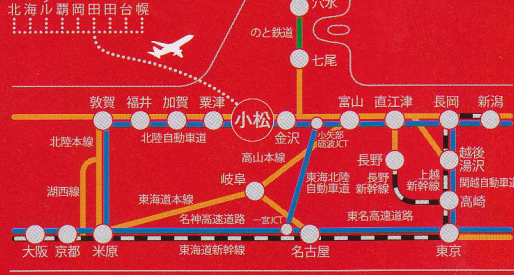 北海ル覇岡田田台幌
穴水
のと鉄道
七尾
敦賀 福井 加賀 粟津 小松 金沢 富山 直江津 長岡 新潟
北陸本線
北陸自動車道
小矢部
砺波JCT
高山本線
湖西線
岐阜
東海北陸
自動車道
長野
長野
新幹線
上越
新幹線
越後
湯沢
関越自動車道
高崎
東海道本線
名神高速道路
一宮JCT
東名高速道路
大阪 京都 米原
東海道新幹線
名古屋
東京